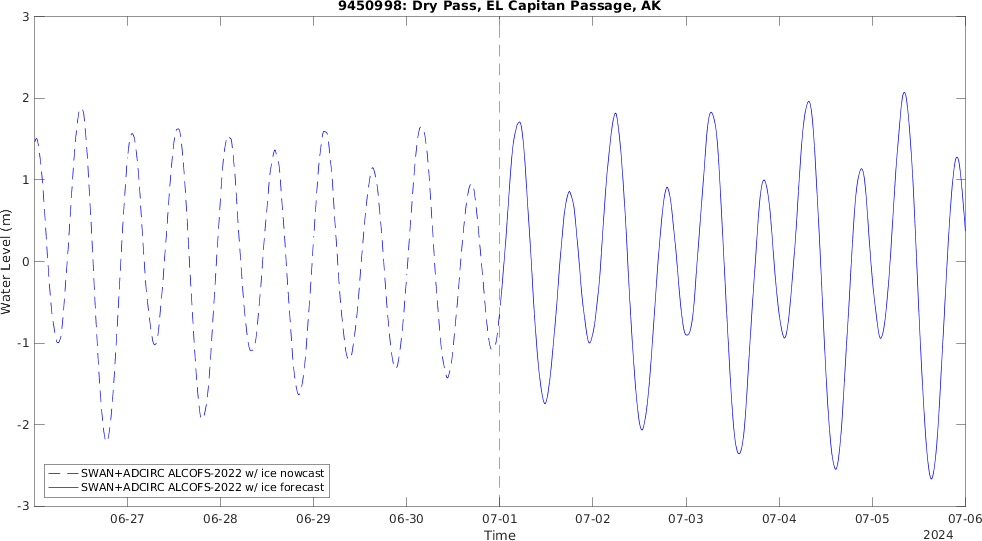 9450998: Dry Pass, EL Capitan Passage, AK
3
2
1
0
-1
-2
-3
Water Level (m)
SWAN+ADCIRC ALCOFS-2022 w/ ice nowcast
SWAN+ADCIRC ALCOFS-2022 w/ ice forecast
06-27 06-28 06-29 06-30 07-01 07-02 07-03 07-04 07-05 07-06
Time
2024